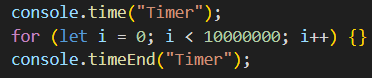 console.time("Timer");
for (let i = 0; i < 10000000; i++) {}
console.timeEnd("Timer");